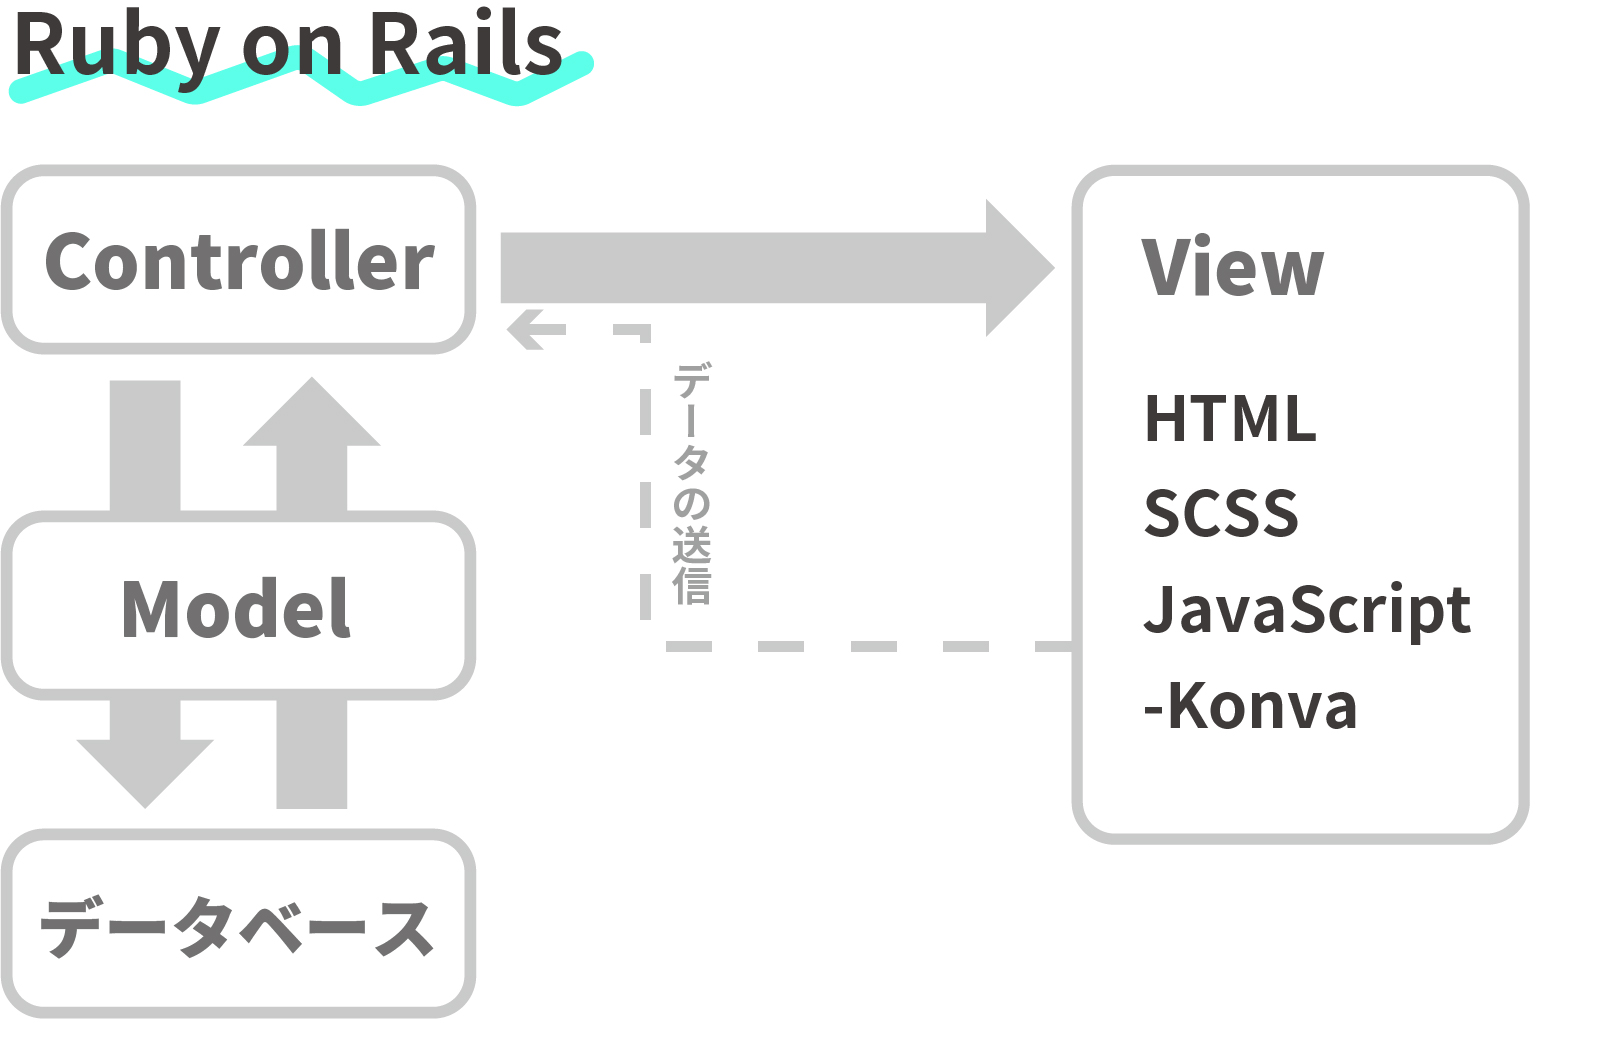 Ruby on Rails
Controller
View
データの送信
HTML
SCSS
JavaScript
-Konva
Model
データベース